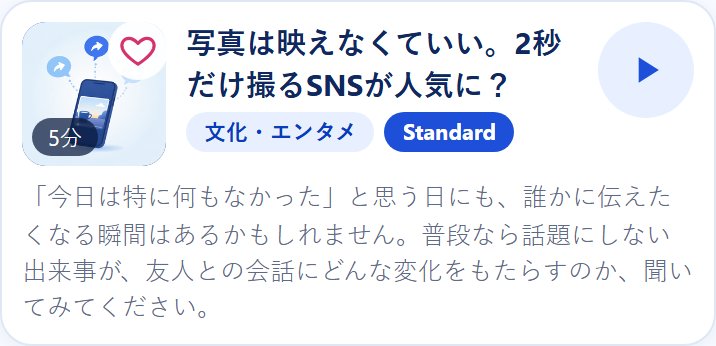 写真は映えなくていい。2秒
だけ撮るSNSが人気に？
5分
文化・エンタメ
Standard
「今日は特に何もなかった」と思う日にも、誰かに伝えた
くなる瞬間はあるかもしれません。普段なら話題にしない
出来事が、友人との会話にどんな変化をもたらすのか、聞い
てみてください。